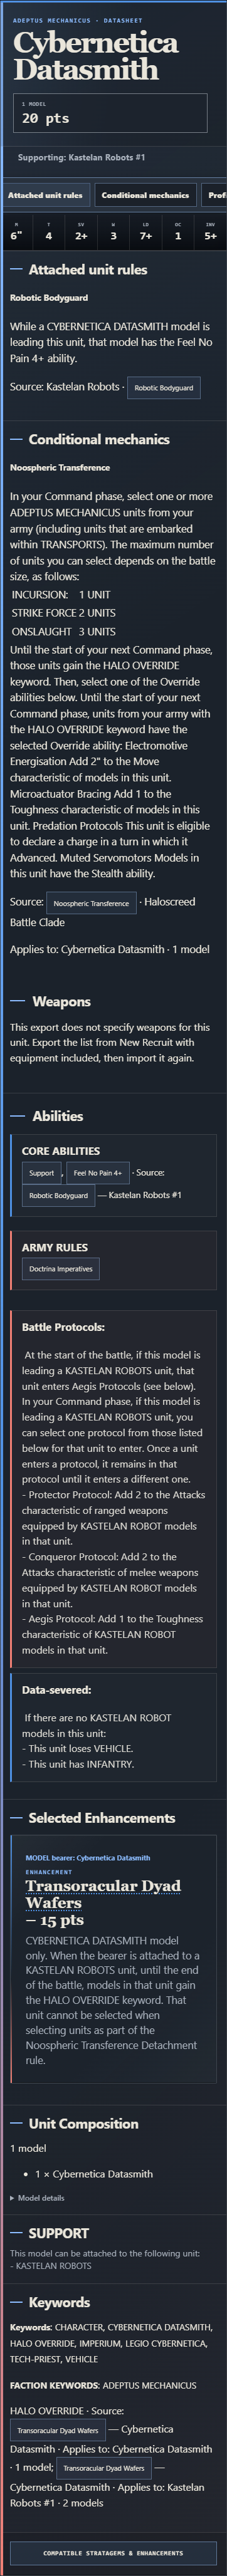 ADEPTUS MECHANICUS · DATASHEET
Cybernetica
Datasmith
1 MODEL
20 pts
Supporting: Kastelan Robots #1
Attached unit rules
Conditional mechanics
Prof
M T SV W LD OC INV
6" 4 2+ 3 7+ 1 5+
Attached unit rules
Robotic Bodyguard
While a CYBERNETICA DATASMITH model is
leading this unit, that model has the Feel No
Pain 4+ ability.
Source: Kastelan Robots · Robotic Bodyguard
Conditional mechanics
Noospheric Transference
In your Command phase, select one or more
ADEPTUS MECHANICUS units from your
army (including units that are embarked
within TRANSPORTS). The maximum number
of units you can select depends on the battle
size, as follows:
INCURSION: 1 UNIT
STRIKE FORCE 2 UNITS
ONSLAUGHT 3 UNITS
Until the start of your next Command phase,
those units gain the HALO OVERRIDE
keyword. Then, select one of the Override
abilities below. Until the start of your next
Command phase, units from your army with
the HALO OVERRIDE keyword have the
selected Override ability: Electromotive
Energisation Add 2" to the Move
characteristic of models in this unit.
Microactuator Bracing Add 1 to the
Toughness characteristic of models in this
unit. Predation Protocols This unit is eligible
to declare a charge in a turn in which it
Advanced. Muted Servomotors Models in
this unit have the Stealth ability.
Source: Noospheric Transference · Haloscreed
Battle Clade
Applies to: Cybernetica Datasmith · 1 model
Weapons
This export does not specify weapons for this
unit. Export the list from New Recruit with
equipment included, then import it again.
Abilities
CORE ABILITIES
Support, Feel No Pain 4+ · Source:
Robotic Bodyguard — Kastelan Robots #1
ARMY RULES
Doctrina Imperatives
Battle Protocols:
At the start of the battle, if this model is
leading a KASTELAN ROBOTS unit, that
unit enters Aegis Protocols (see below).
In your Command phase, if this model is
leading a KASTELAN ROBOTS unit, you
can select one protocol from those listed
below for that unit to enter. Once a unit
enters a protocol, it remains in that
protocol until it enters a different one.
- Protector Protocol: Add 2 to the Attacks
characteristic of ranged weapons
equipped by KASTELAN ROBOT models
in that unit.
- Conqueror Protocol: Add 2 to the
Attacks characteristic of melee weapons
equipped by KASTELAN ROBOT models
in that unit.
- Aegis Protocol: Add 1 to the Toughness
characteristic of KASTELAN ROBOT
models in that unit.
Data-severed:
If there are no KASTELAN ROBOT
models in this unit:
- This unit loses VEHICLE.
- This unit has INFANTRY.
Selected Enhancements
MODEL bearer: Cybernetica Datasmith
ENHANCEMENT
Transoracular Dyad
Wafers
— 15 pts
CYBERNETICA DATASMITH model
only. When the bearer is attached to a
KASTELAN ROBOTS unit, until the end
of the battle, models in that unit gain
the HALO OVERRIDE keyword. That
unit cannot be selected when
selecting units as part of the
Noospheric Transference Detachment
rule.
Unit Composition
1 model
• 1 × Cybernetica Datasmith
▶ Model details
SUPPORT
This model can be attached to the following unit:
- KASTELAN ROBOTS
Keywords
Keywords: CHARACTER, CYBERNETICA DATASMITH,
HALO OVERRIDE, IMPERIUM, LEGIO CYBERNETICA,
TECH-PRIEST, VEHICLE
FACTION KEYWORDS: ADEPTUS MECHANICUS
HALO OVERRIDE · Source:
Transoracular Dyad Wafers — Cybernetica
Datasmith · Applies to: Cybernetica Datasmith
· 1 model; Transoracular Dyad Wafers —
Cybernetica Datasmith · Applies to: Kastelan
Robots #1 · 2 models
COMPATIBLE STRATAGEMS & ENHANCEMENTS